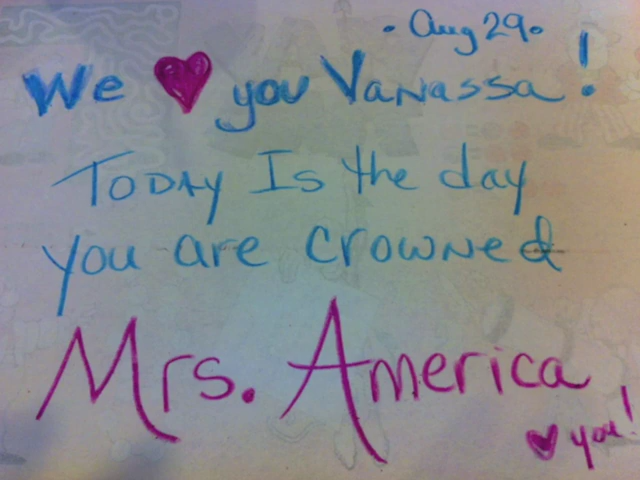 • Aug 29•
We ♥ you Vanassa!
TODAY Is the day
you are crowned
Mrs. America
♥ you!